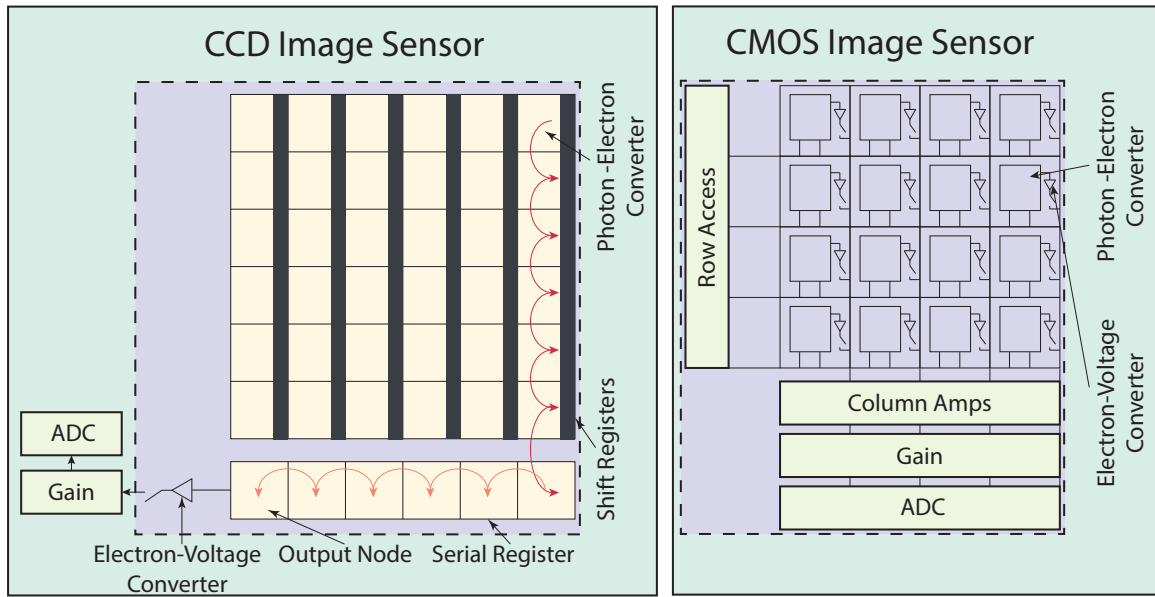 CCD Image Sensor
Photon -Electron
Converter
Shift Registers
ADC
Gain
Electron-Voltage
Converter
Output Node
Serial Register
CMOS Image Sensor
Row Access
Photon -Electron
Converter
Electron-Voltage
Converter
Column Amps
Gain
ADC